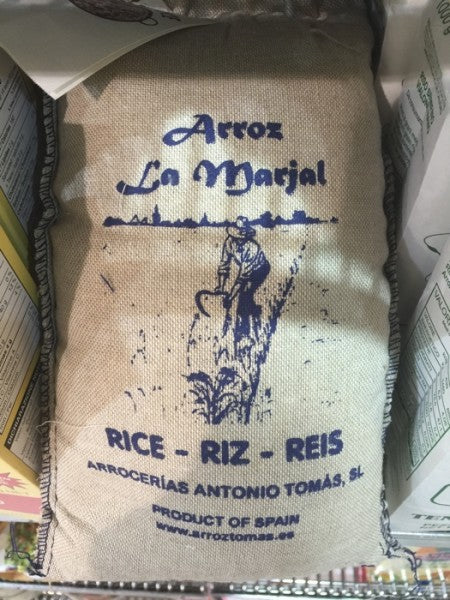 Arroz
La Marjal
RICE - RIZ - REIS
ARROCERÍAS ANTONIO TOMÁS, SL
PRODUCT OF SPAIN
www.arroztomas.es